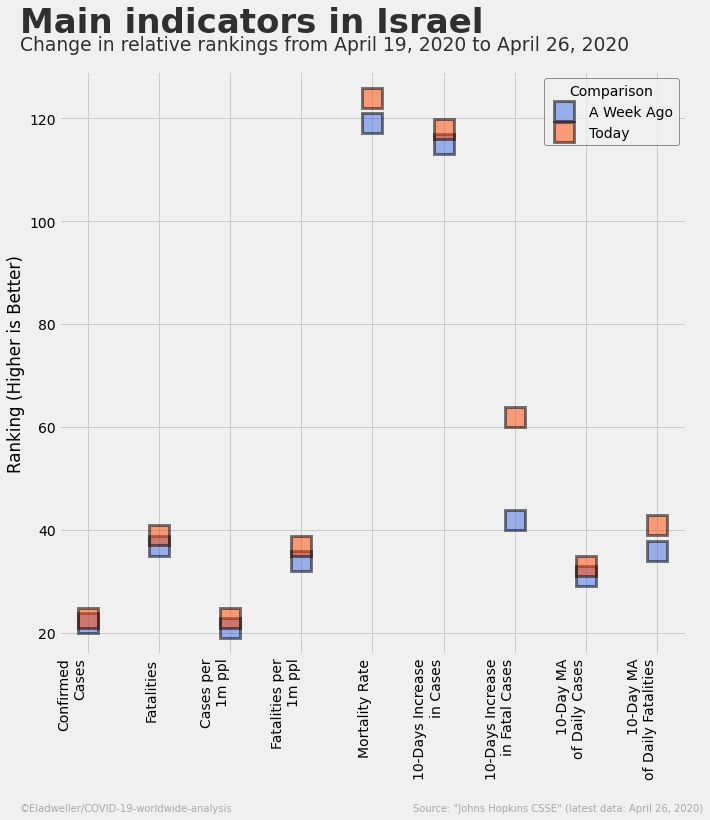 Main indicators in Israel
Change in relative rankings from April 19, 2020 to April 26, 2020
Comparison
A Week Ago
Today
Ranking (Higher is Better)
120
100
80
60
40
20
Confirmed
Cases
Fatalities
Cases per
1m ppl
Fatalities per
1m ppl
Mortality Rate
10-Days Increase
in Cases
10-Days Increase
in Fatal Cases
10-Day MA
of Daily Cases
10-Day MA
of Daily Fatalities
©Eladweller/COVID-19-worldwide-analysis
Source: "Johns Hopkins CSSE" (latest data: April 26, 2020)